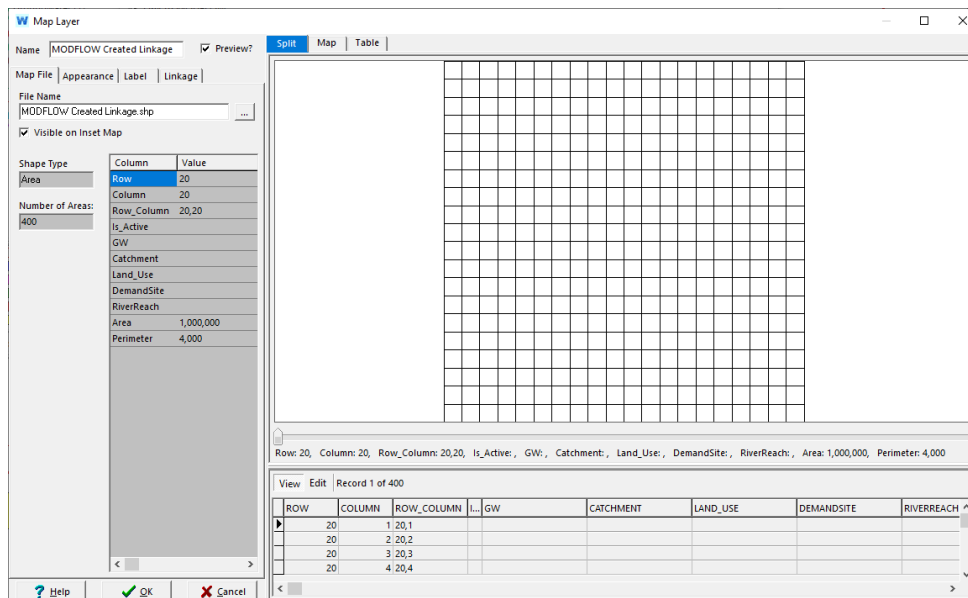 W Map Layer
Name MODFLOW Created Linkage Preview?
Split Map Table
Map File Appearance Label Linkage
File Name
MODFLOW Created Linkage.shp ...
Visible on Inset Map
Shape Type
Area
Number of Areas:
400
Column Value
Row 20
Column 20
Row_Column 20,20
Is_Active
GW
Catchment
Land_Use
DemandSite
RiverReach
Area 1,000,000
Perimeter 4,000
Row: 20, Column: 20, Row_Column: 20,20, Is_Active: , GW: , Catchment: , Land_Use: , DemandSite: , RiverReach: , Area: 1,000,000, Perimeter: 4,000
View Edit Record 1 of 400
ROW COLUMN ROW_COLUMN I... GW CATCHMENT LAND_USE DEMANDSITE RIVERREACH
20 1 20,1
20 2 20,2
20 3 20,3
20 4 20,4
? Help OK Cancel